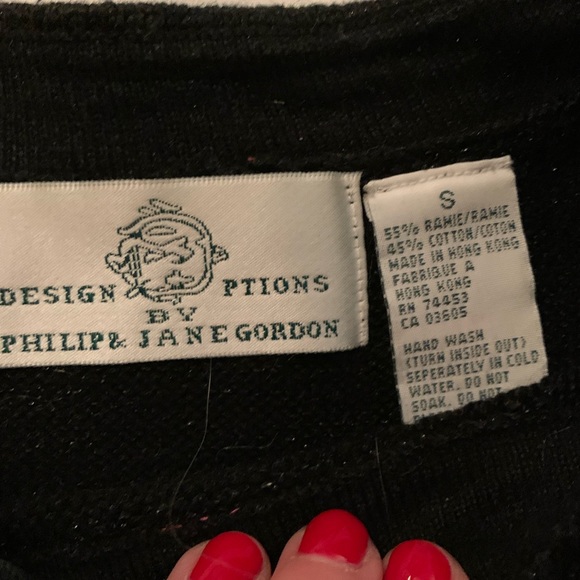 DESIGN PTIONS
BY
PHILIP & JANE GORDON
S
55% RAMIE/RAMIE
45% COTTON/COTON
MADE IN HONG KONG
FABRIQUE A
HONG KONG
RN 74453
CA 03605
HAND WASH
(TURN INSIDE OUT)
SEPERATELY IN COLD
WATER. DO NOT
SOAK. DO NOT